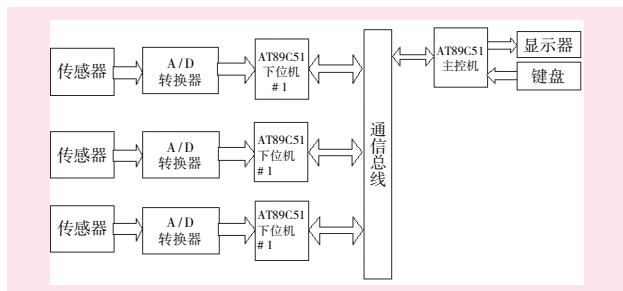 传感器
A/D
转换器
AT89C51
下位机
# 1
传感器
A/D
转换器
AT89C51
下位机
# 1
传感器
A/D
转换器
AT89C51
下位机
# 1
通信总线
AT89C51
主控机
显示器
键盘